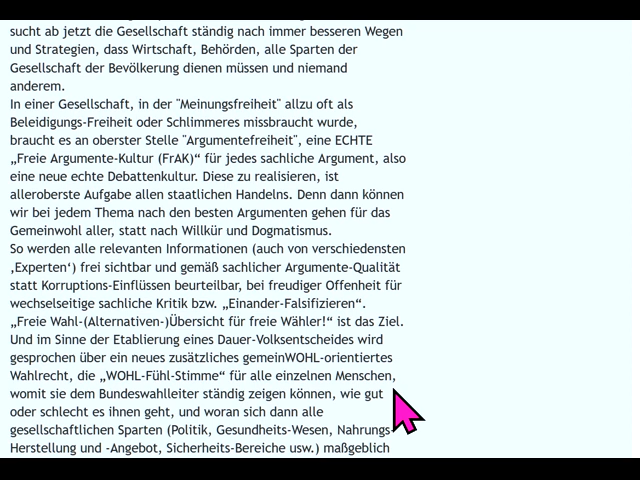 sucht ab jetzt die Gesellschaft ständig nach immer besseren Wegen
und Strategien, dass Wirtschaft, Behörden, alle Sparten der
Gesellschaft der Bevölkerung dienen müssen und niemand
anderem.
In einer Gesellschaft, in der "Meinungsfreiheit" allzu oft als
Beleidigungs-Freiheit oder Schlimmeres missbraucht wurde,
braucht es an oberster Stelle "Argumentefreiheit", eine ECHTE
„Freie Argumente-Kultur (FrAK)“ für jedes sachliche Argument, also
eine neue echte Debattenkultur. Diese zu realisieren, ist
alleroberste Aufgabe allen staatlichen Handelns. Denn dann können
wir bei jedem Thema nach den besten Argumenten gehen für das
Gemeinwohl aller, statt nach Willkür und Dogmatismus.
So werden alle relevanten Informationen (auch von verschiedensten
‚Experten‘) frei sichtbar und gemäß sachlicher Argumente-Qualität
statt Korruptions-Einflüssen beurteilbar, bei freudiger Offenheit für
wechselseitige sachliche Kritik bzw. „Einander-Falsifizieren“.
„Freie Wahl-(Alternativen-)Übersicht für freie Wähler!“ ist das Ziel.
Und im Sinne der Etablierung eines Dauer-Volksentscheides wird
gesprochen über ein neues zusätzliches gemeinWOHL-orientiertes
Wahlrecht, die „WOHL-Fühl-Stimme“ für alle einzelnen Menschen,
womit sie dem Bundeswahlleiter ständig zeigen können, wie gut
oder schlecht es ihnen geht, und woran sich dann alle
gesellschaftlichen Sparten (Politik, Gesundheits-Wesen, Nahrungs-
Herstellung und -Angebot, Sicherheits-Bereiche usw.) maßgeblich